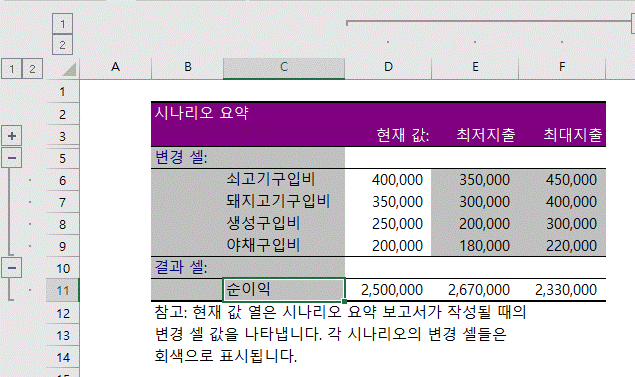 1
2
1 2
A B C D E F
1
2 시나리오 요약
3 현재 값: 최저지출 최대지출
5 변경 셀:
6 쇠고기구입비 400,000 350,000 450,000
7 돼지고기구입비 350,000 300,000 400,000
8 생성구입비 250,000 200,000 300,000
9 야채구입비 200,000 180,000 220,000
10 결과 셀:
11 순이익 2,500,000 2,670,000 2,330,000
12 참고: 현재 값 열은 시나리오 요약 보고서가 작성될 때의
13 변경 셀 값을 나타냅니다. 각 시나리오의 변경 셀들은
14 회색으로 표시됩니다.